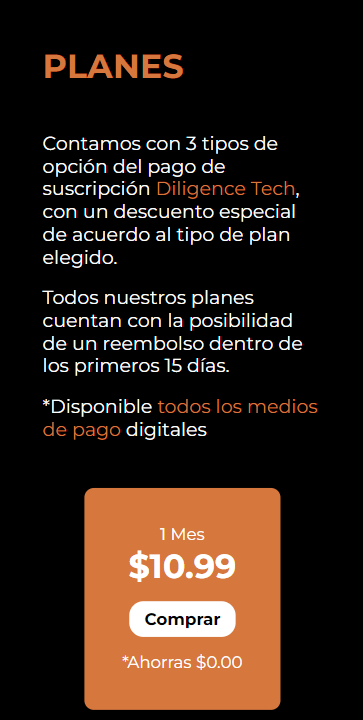 PLANES
Contamos con 3 tipos de
opción del pago de
suscripción Diligence Tech,
con un descuento especial
de acuerdo al tipo de plan
elegido.
Todos nuestros planes
cuentan con la posibilidad
de un reembolso dentro de
los primeros 15 días.
*Disponible todos los medios
de pago digitales
1 Mes
$10.99
Comprar
*Ahorras $0.00